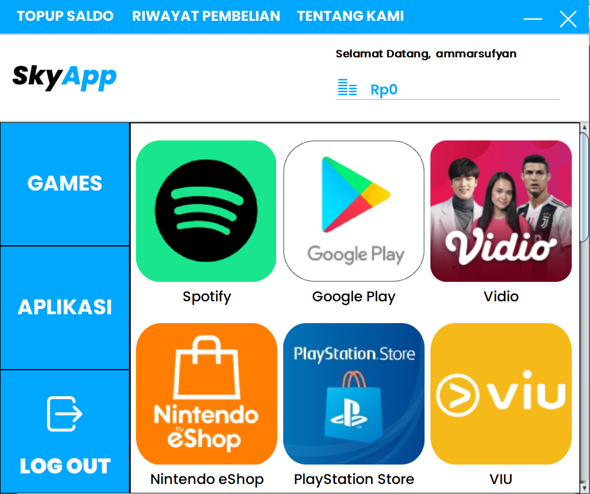 TOPUP SALDO RIWAYAT PEMBELIAN TENTANG KAMI
Selamat Datang, ammarsufyan
SkyApp
Rp0
GAMES
APLIKASI
LOG OUT
Google Play
Vidio
Spotify Google Play Vidio
Nintendo
eShop
PlayStation Store
viu
Nintendo eShop PlayStation Store VIU